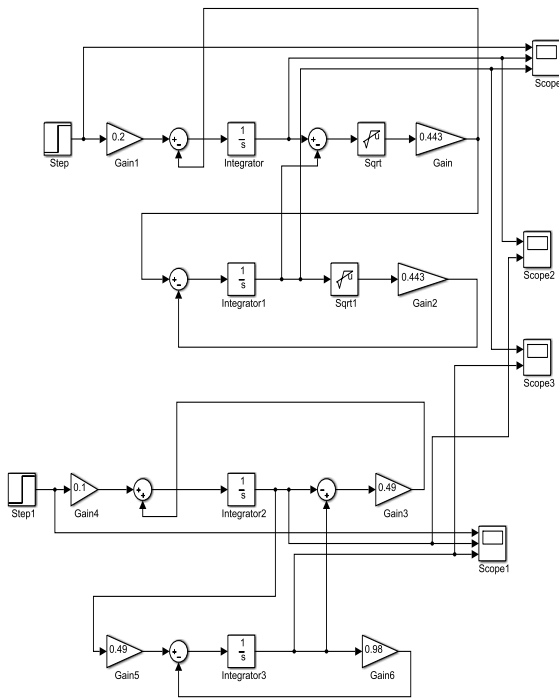 Scope
Step
0.2
Gain1
+
-
1
s
Integrator
+
-
√u
Sqrt
0.443
Gain
+
-
1
s
Integrator1
√u
Sqrt1
0.443
Gain2
Scope2
Scope3
Step1
0.1
Gain4
+
+
1
s
Integrator2
-
+
0.49
Gain3
Scope1
0.49
Gain5
+
-
1
s
Integrator3
0.98
Gain6